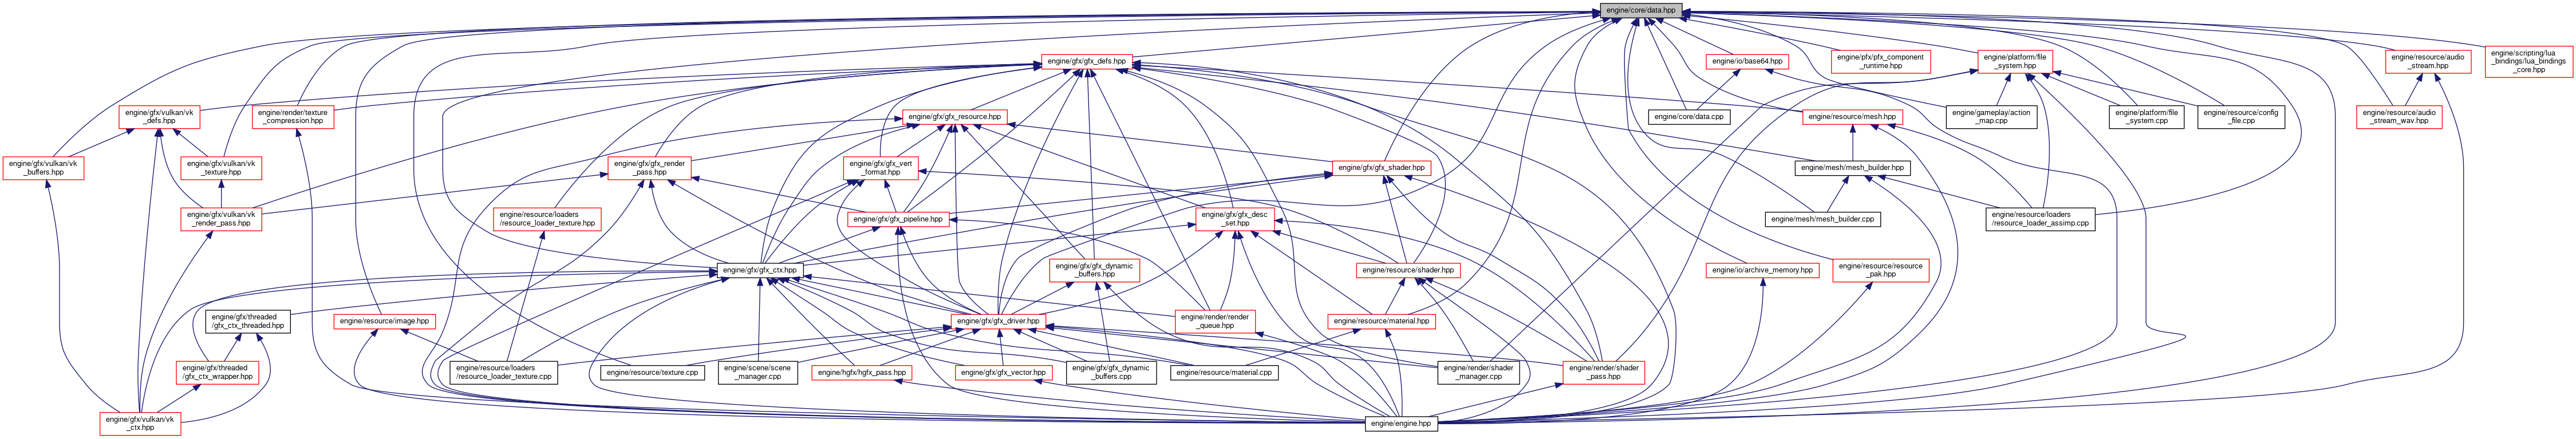 engine/core/data.hpp
engine/gfx/gfx_defs.hpp
engine/io/base64.hpp
engine/pfx/pfx_component
_runtime.hpp
engine/platform/file
_system.hpp
engine/resource/audio
_stream.hpp
engine/scripting/lua
_bindings/lua_bindings
_core.hpp
engine/gfx/vulkan/vk
_defs.hpp
engine/render/texture
_compression.hpp
engine/gfx/gfx_resource.hpp
engine/core/data.cpp
engine/resource/mesh.hpp
engine/gameplay/action
_map.cpp
engine/platform/file
_system.cpp
engine/resource/config
_file.cpp
engine/resource/audio
_stream_wav.hpp
engine/gfx/vulkan/vk
_buffers.hpp
engine/gfx/vulkan/vk
_texture.hpp
engine/gfx/gfx_render
_pass.hpp
engine/gfx/gfx_vert
_format.hpp
engine/gfx/gfx_shader.hpp
engine/mesh/mesh_builder.hpp
engine/gfx/vulkan/vk
_render_pass.hpp
engine/resource/loaders
/resource_loader_texture.hpp
engine/gfx/gfx_pipeline.hpp
engine/gfx/gfx_desc
_set.hpp
engine/mesh/mesh_builder.cpp
engine/resource/loaders
/resource_loader_assimp.cpp
engine/gfx/gfx_ctx.hpp
engine/gfx/gfx_dynamic
_buffers.hpp
engine/resource/shader.hpp
engine/io/archive_memory.hpp
engine/resource/resource
_pak.hpp
engine/gfx/threaded
/gfx_ctx_threaded.hpp
engine/resource/image.hpp
engine/gfx/gfx_driver.hpp
engine/render/render
_queue.hpp
engine/resource/material.hpp
engine/gfx/threaded
/gfx_ctx_wrapper.hpp
engine/resource/loaders
/resource_loader_texture.cpp
engine/resource/texture.cpp
engine/scene/scene
_manager.cpp
engine/hgfx/hgfx_pass.hpp
engine/gfx/gfx_vector.hpp
engine/gfx/gfx_dynamic
_buffers.cpp
engine/resource/material.cpp
engine/render/shader
_manager.cpp
engine/render/shader
_pass.hpp
engine/gfx/vulkan/vk
_ctx.hpp
engine/engine.hpp